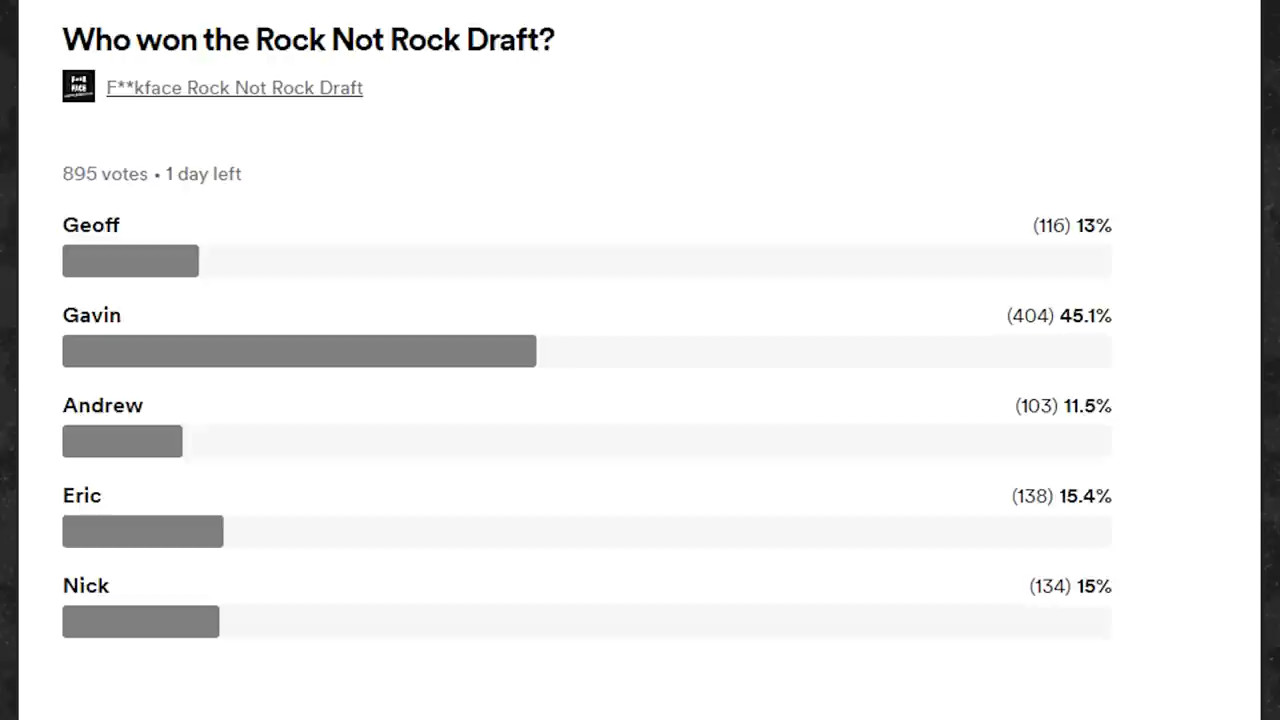 Who won the Rock Not Rock Draft?
F**K
FACE
F**kface Rock Not Rock Draft
895 votes • 1 day left
Geoff (116) 13%
Gavin (404) 45.1%
Andrew (103) 11.5%
Eric (138) 15.4%
Nick (134) 15%